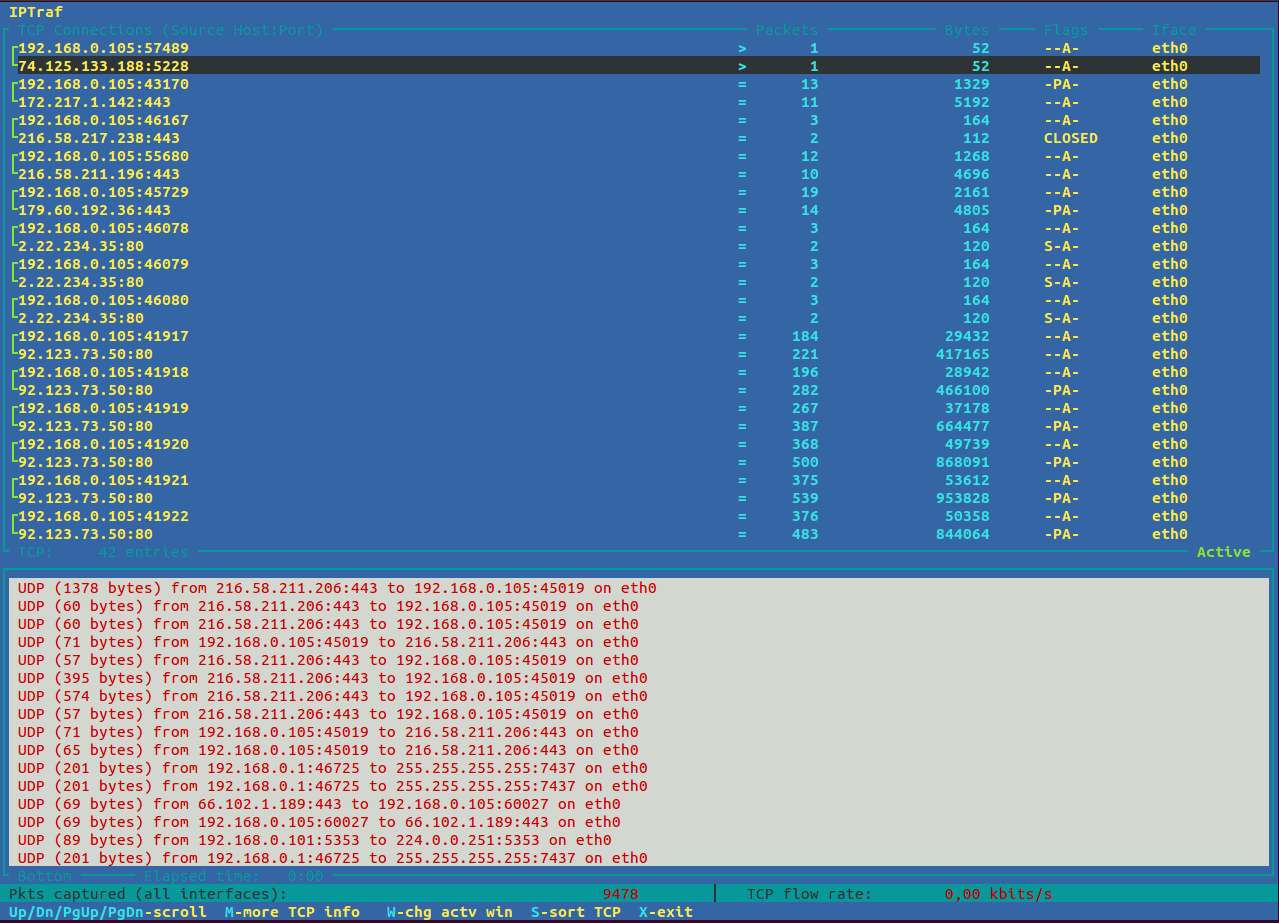 IPTraf
TCP Connections (Source Host:Port) Packets Bytes Flags Iface
192.168.0.105:57489 > 1 52 --A- eth0
74.125.133.188:5228 > 1 52 --A- eth0
192.168.0.105:43170 = 13 1329 -PA- eth0
172.217.1.142:443 = 11 5192 --A- eth0
192.168.0.105:46167 = 3 164 --A- eth0
216.58.217.238:443 = 2 112 CLOSED eth0
192.168.0.105:55680 = 12 1268 --A- eth0
216.58.211.196:443 = 10 4696 --A- eth0
192.168.0.105:45729 = 19 2161 --A- eth0
179.60.192.36:443 = 14 4805 -PA- eth0
192.168.0.105:46078 = 3 164 --A- eth0
2.22.234.35:80 = 2 120 S-A- eth0
192.168.0.105:46079 = 3 164 --A- eth0
2.22.234.35:80 = 2 120 S-A- eth0
192.168.0.105:46080 = 3 164 --A- eth0
2.22.234.35:80 = 2 120 S-A- eth0
192.168.0.105:41917 = 184 29432 --A- eth0
92.123.73.50:80 = 221 417165 --A- eth0
192.168.0.105:41918 = 196 28942 --A- eth0
92.123.73.50:80 = 282 466100 -PA- eth0
192.168.0.105:41919 = 267 37178 --A- eth0
92.123.73.50:80 = 387 664477 -PA- eth0
192.168.0.105:41920 = 368 49739 --A- eth0
92.123.73.50:80 = 500 868091 -PA- eth0
192.168.0.105:41921 = 375 53612 --A- eth0
92.123.73.50:80 = 539 953828 -PA- eth0
192.168.0.105:41922 = 376 50358 --A- eth0
92.123.73.50:80 = 483 844064 -PA- eth0
TCP: 42 entries Active
UDP (1378 bytes) from 216.58.211.206:443 to 192.168.0.105:45019 on eth0
UDP (60 bytes) from 216.58.211.206:443 to 192.168.0.105:45019 on eth0
UDP (60 bytes) from 216.58.211.206:443 to 192.168.0.105:45019 on eth0
UDP (71 bytes) from 192.168.0.105:45019 to 216.58.211.206:443 on eth0
UDP (57 bytes) from 216.58.211.206:443 to 192.168.0.105:45019 on eth0
UDP (395 bytes) from 216.58.211.206:443 to 192.168.0.105:45019 on eth0
UDP (574 bytes) from 216.58.211.206:443 to 192.168.0.105:45019 on eth0
UDP (57 bytes) from 216.58.211.206:443 to 192.168.0.105:45019 on eth0
UDP (71 bytes) from 192.168.0.105:45019 to 216.58.211.206:443 on eth0
UDP (65 bytes) from 192.168.0.105:45019 to 216.58.211.206:443 on eth0
UDP (201 bytes) from 192.168.0.1:46725 to 255.255.255.255:7437 on eth0
UDP (201 bytes) from 192.168.0.1:46725 to 255.255.255.255:7437 on eth0
UDP (69 bytes) from 66.102.1.189:443 to 192.168.0.105:60027 on eth0
UDP (69 bytes) from 192.168.0.105:60027 to 66.102.1.189:443 on eth0
UDP (89 bytes) from 192.168.0.101:5353 to 224.0.0.251:5353 on eth0
UDP (201 bytes) from 192.168.0.1:46725 to 255.255.255.255:7437 on eth0
Bottom Elapsed time: 0:00
Pkts captured (all interfaces): 9478 TCP flow rate: 0,00 kbits/s
Up/Dn/PgUp/PgDn-scroll M-more TCP info W-chg actv win S-sort TCP X-exit